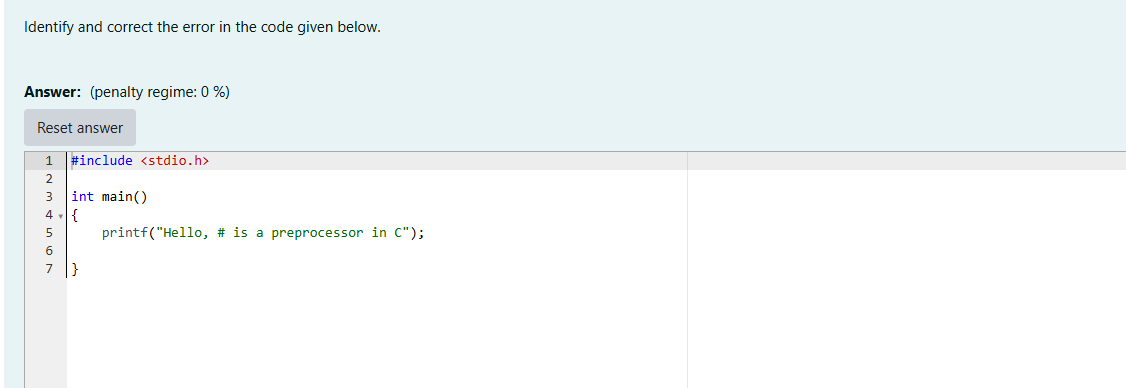 Identify and correct the error in the code given below.
Answer: (penalty regime: 0 %)
Reset answer
1 #include <stdio.h>
2
3 int main()
4 {
5 printf("Hello, # is a preprocessor in C");
6
7 }